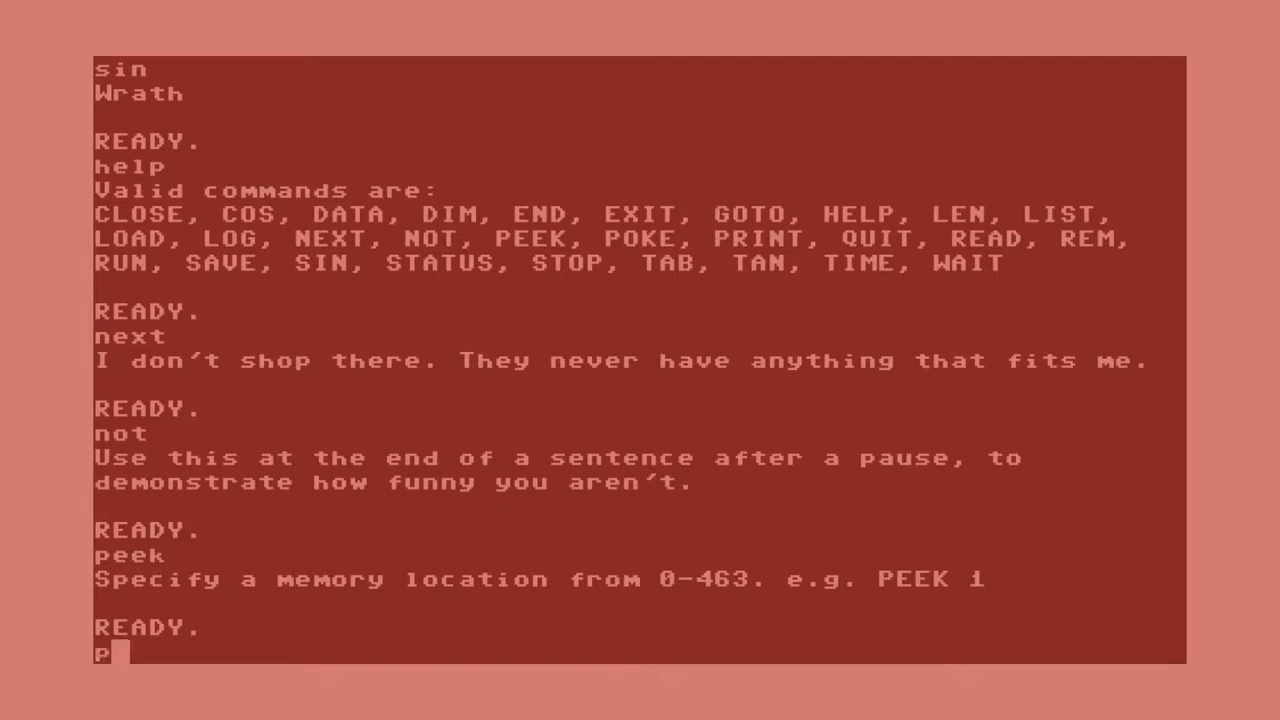 sin
Wrath
READY.
help
Valid commands are:
CLOSE, COS, DATA, DIM, END, EXIT, GOTO, HELP, LEN, LIST,
LOAD, LOG, NEXT, NOT, PEEK, POKE, PRINT, QUIT, READ, REM,
RUN, SAVE, SIN, STATUS, STOP, TAB, TAN, TIME, WAIT
READY.
next
I don't shop there. They never have anything that fits me.
READY.
not
Use this at the end of a sentence after a pause, to
demonstrate how funny you aren't.
READY.
peek
Specify a memory location from 0-463. e.g. PEEK 1
READY.
p